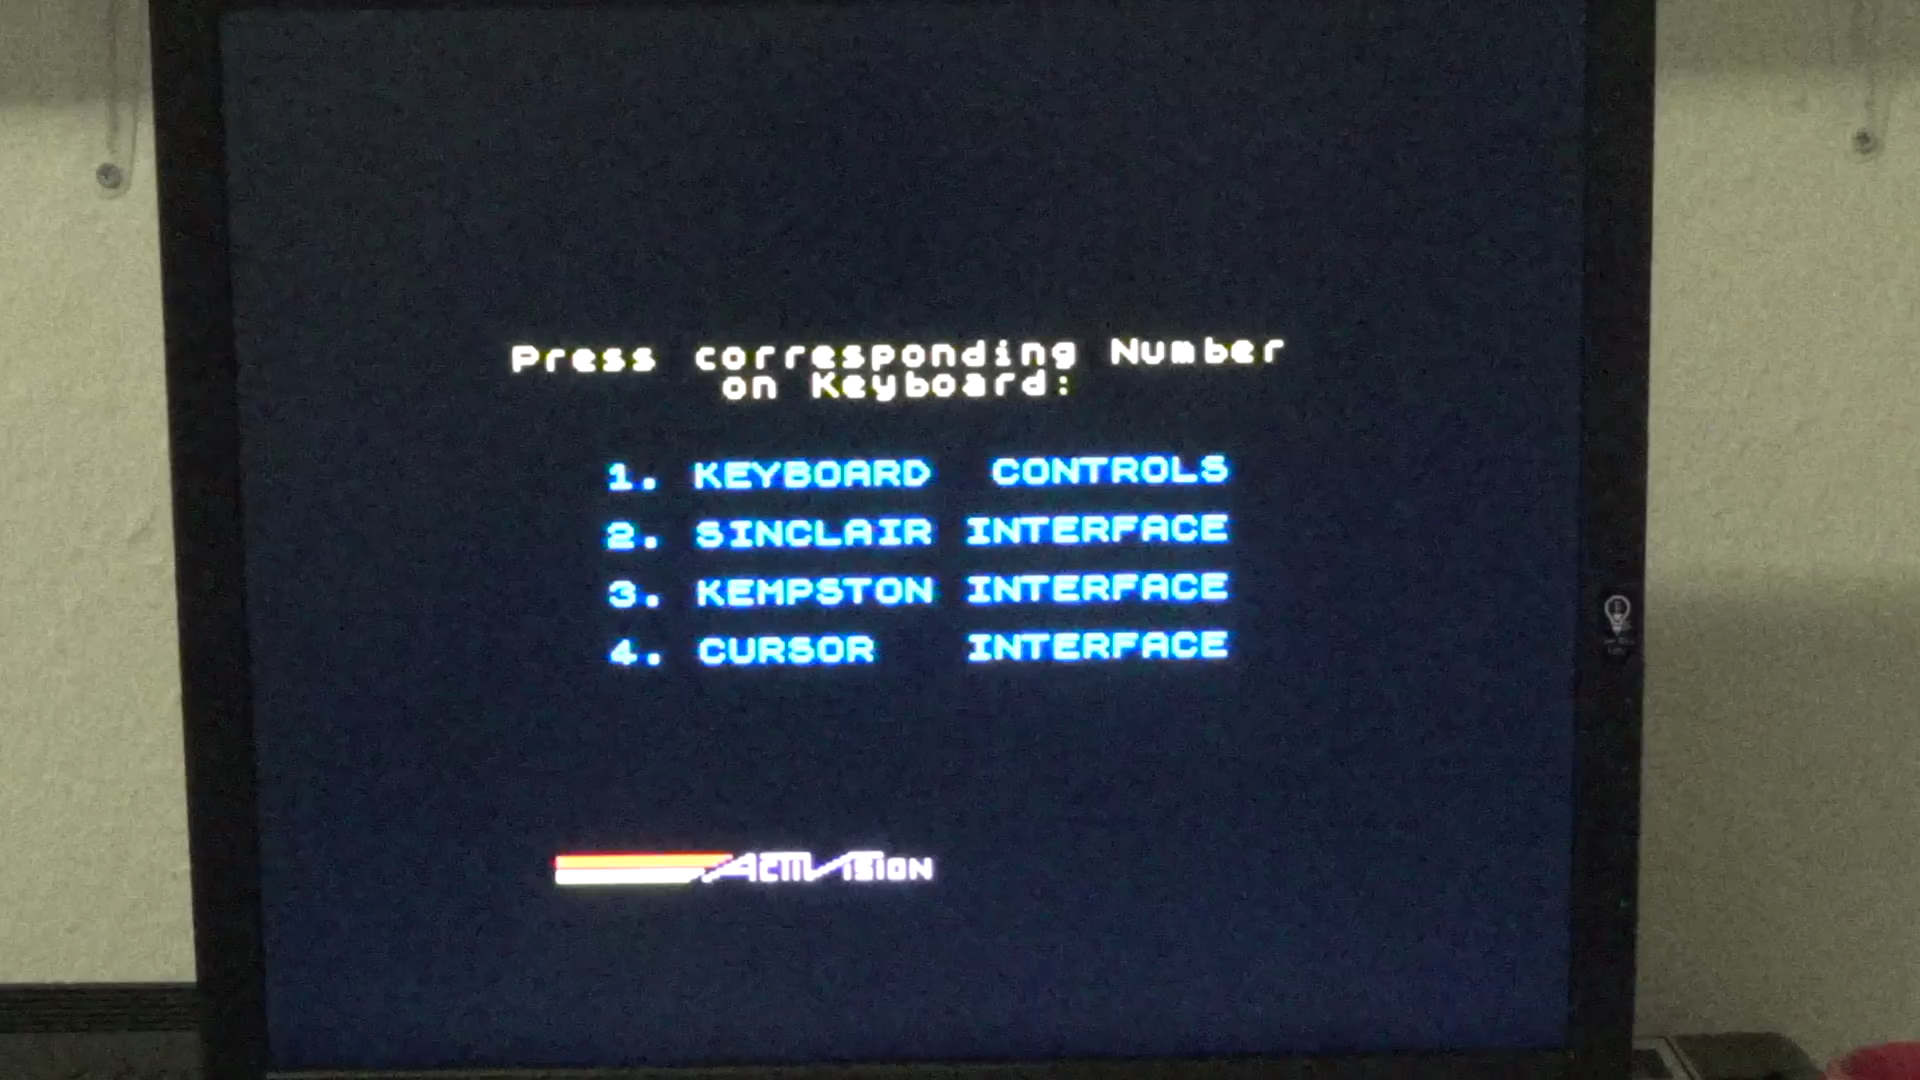 Press corresponding Number
on Keyboard:
1. KEYBOARD CONTROLS
2. SINCLAIR INTERFACE
3. KEMPSTON INTERFACE
4. CURSOR INTERFACE
ACTIVISION